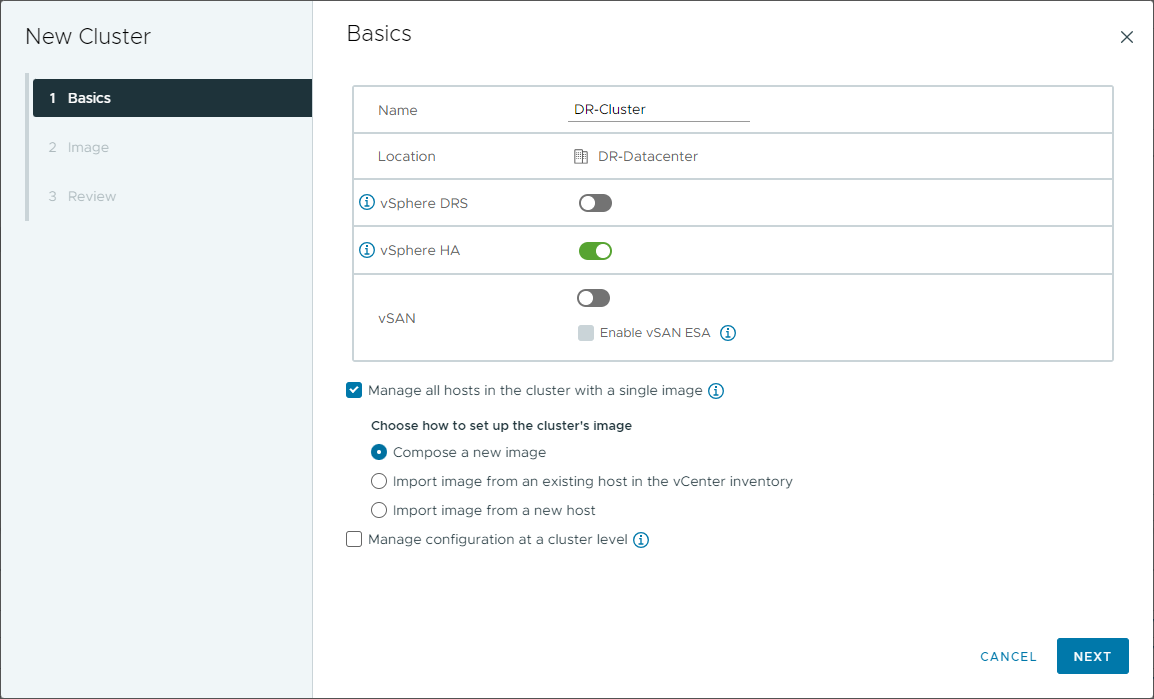 New Cluster
1 Basics
2 Image
3 Review
Basics
Name DR-Cluster
Location DR-Datacenter
vSphere DRS
vSphere HA
vSAN
Enable vSAN ESA
Manage all hosts in the cluster with a single image
Choose how to set up the cluster's image
Compose a new image
Import image from an existing host in the vCenter inventory
Import image from a new host
Manage configuration at a cluster level
CANCEL NEXT